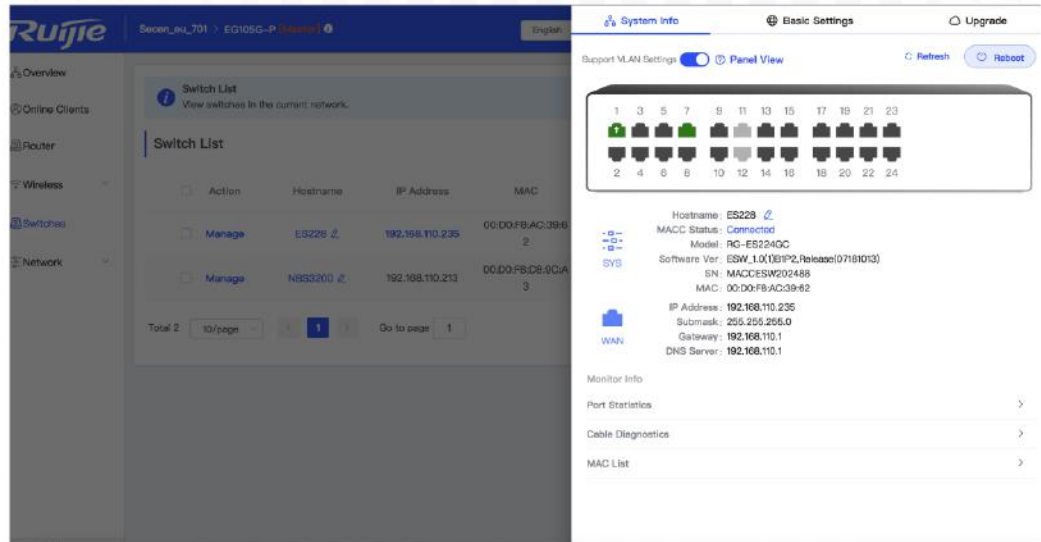 Ruijie
Secon_eu_701 > EG105G-P [Master]
English
Overview
Online Clients
Router
Wireless
Switches
Network
Switch List
View switches in the current network.
Switch List
Action Hostname IP Address MAC
Manage ES228 192.168.110.235 00:D0:F8:AC:39:6
2
Manage NBS3200 192.168.110.213 00:D0:F8:D8:9C:A
3
Total 2 10/page 1 Go to page 1
System Info Basic Settings Upgrade
Support VLAN Settings Panel View Refresh Reboot
1 3 5 7 9 11 13 15 17 19 21 23
2 4 6 8 10 12 14 16 18 20 22 24
SYS
Hostname: ES228
MACC Status: Connected
Model: RG-ES224GC
Software Ver: ESW_1.0(1)B1P2,Release(07181013)
SN: MACCESW202488
MAC: 00:D0:F8:AC:39:62
WAN
IP Address: 192.168.110.235
Submask: 255.255.255.0
Gateway: 192.168.110.1
DNS Server: 192.168.110.1
Monitor Info
Port Statistics
Cable Diagnostics
MAC List